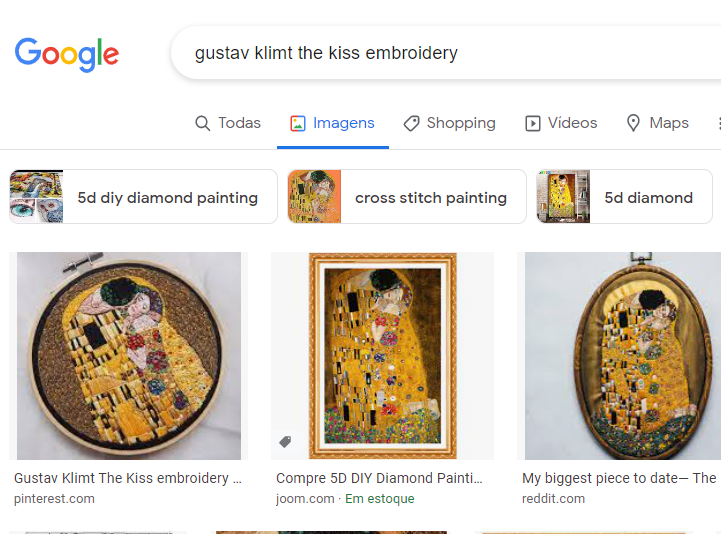 Google
gustav klimt the kiss embroidery
Todas
Imagens
Shopping
Vídeos
Maps
5d diy diamond painting
cross stitch painting
5d diamond
Gustav Klimt The Kiss embroidery ...
pinterest.com
Compre 5D DIY Diamond Painti...
joom.com · Em estoque
My biggest piece to date— The
reddit.com